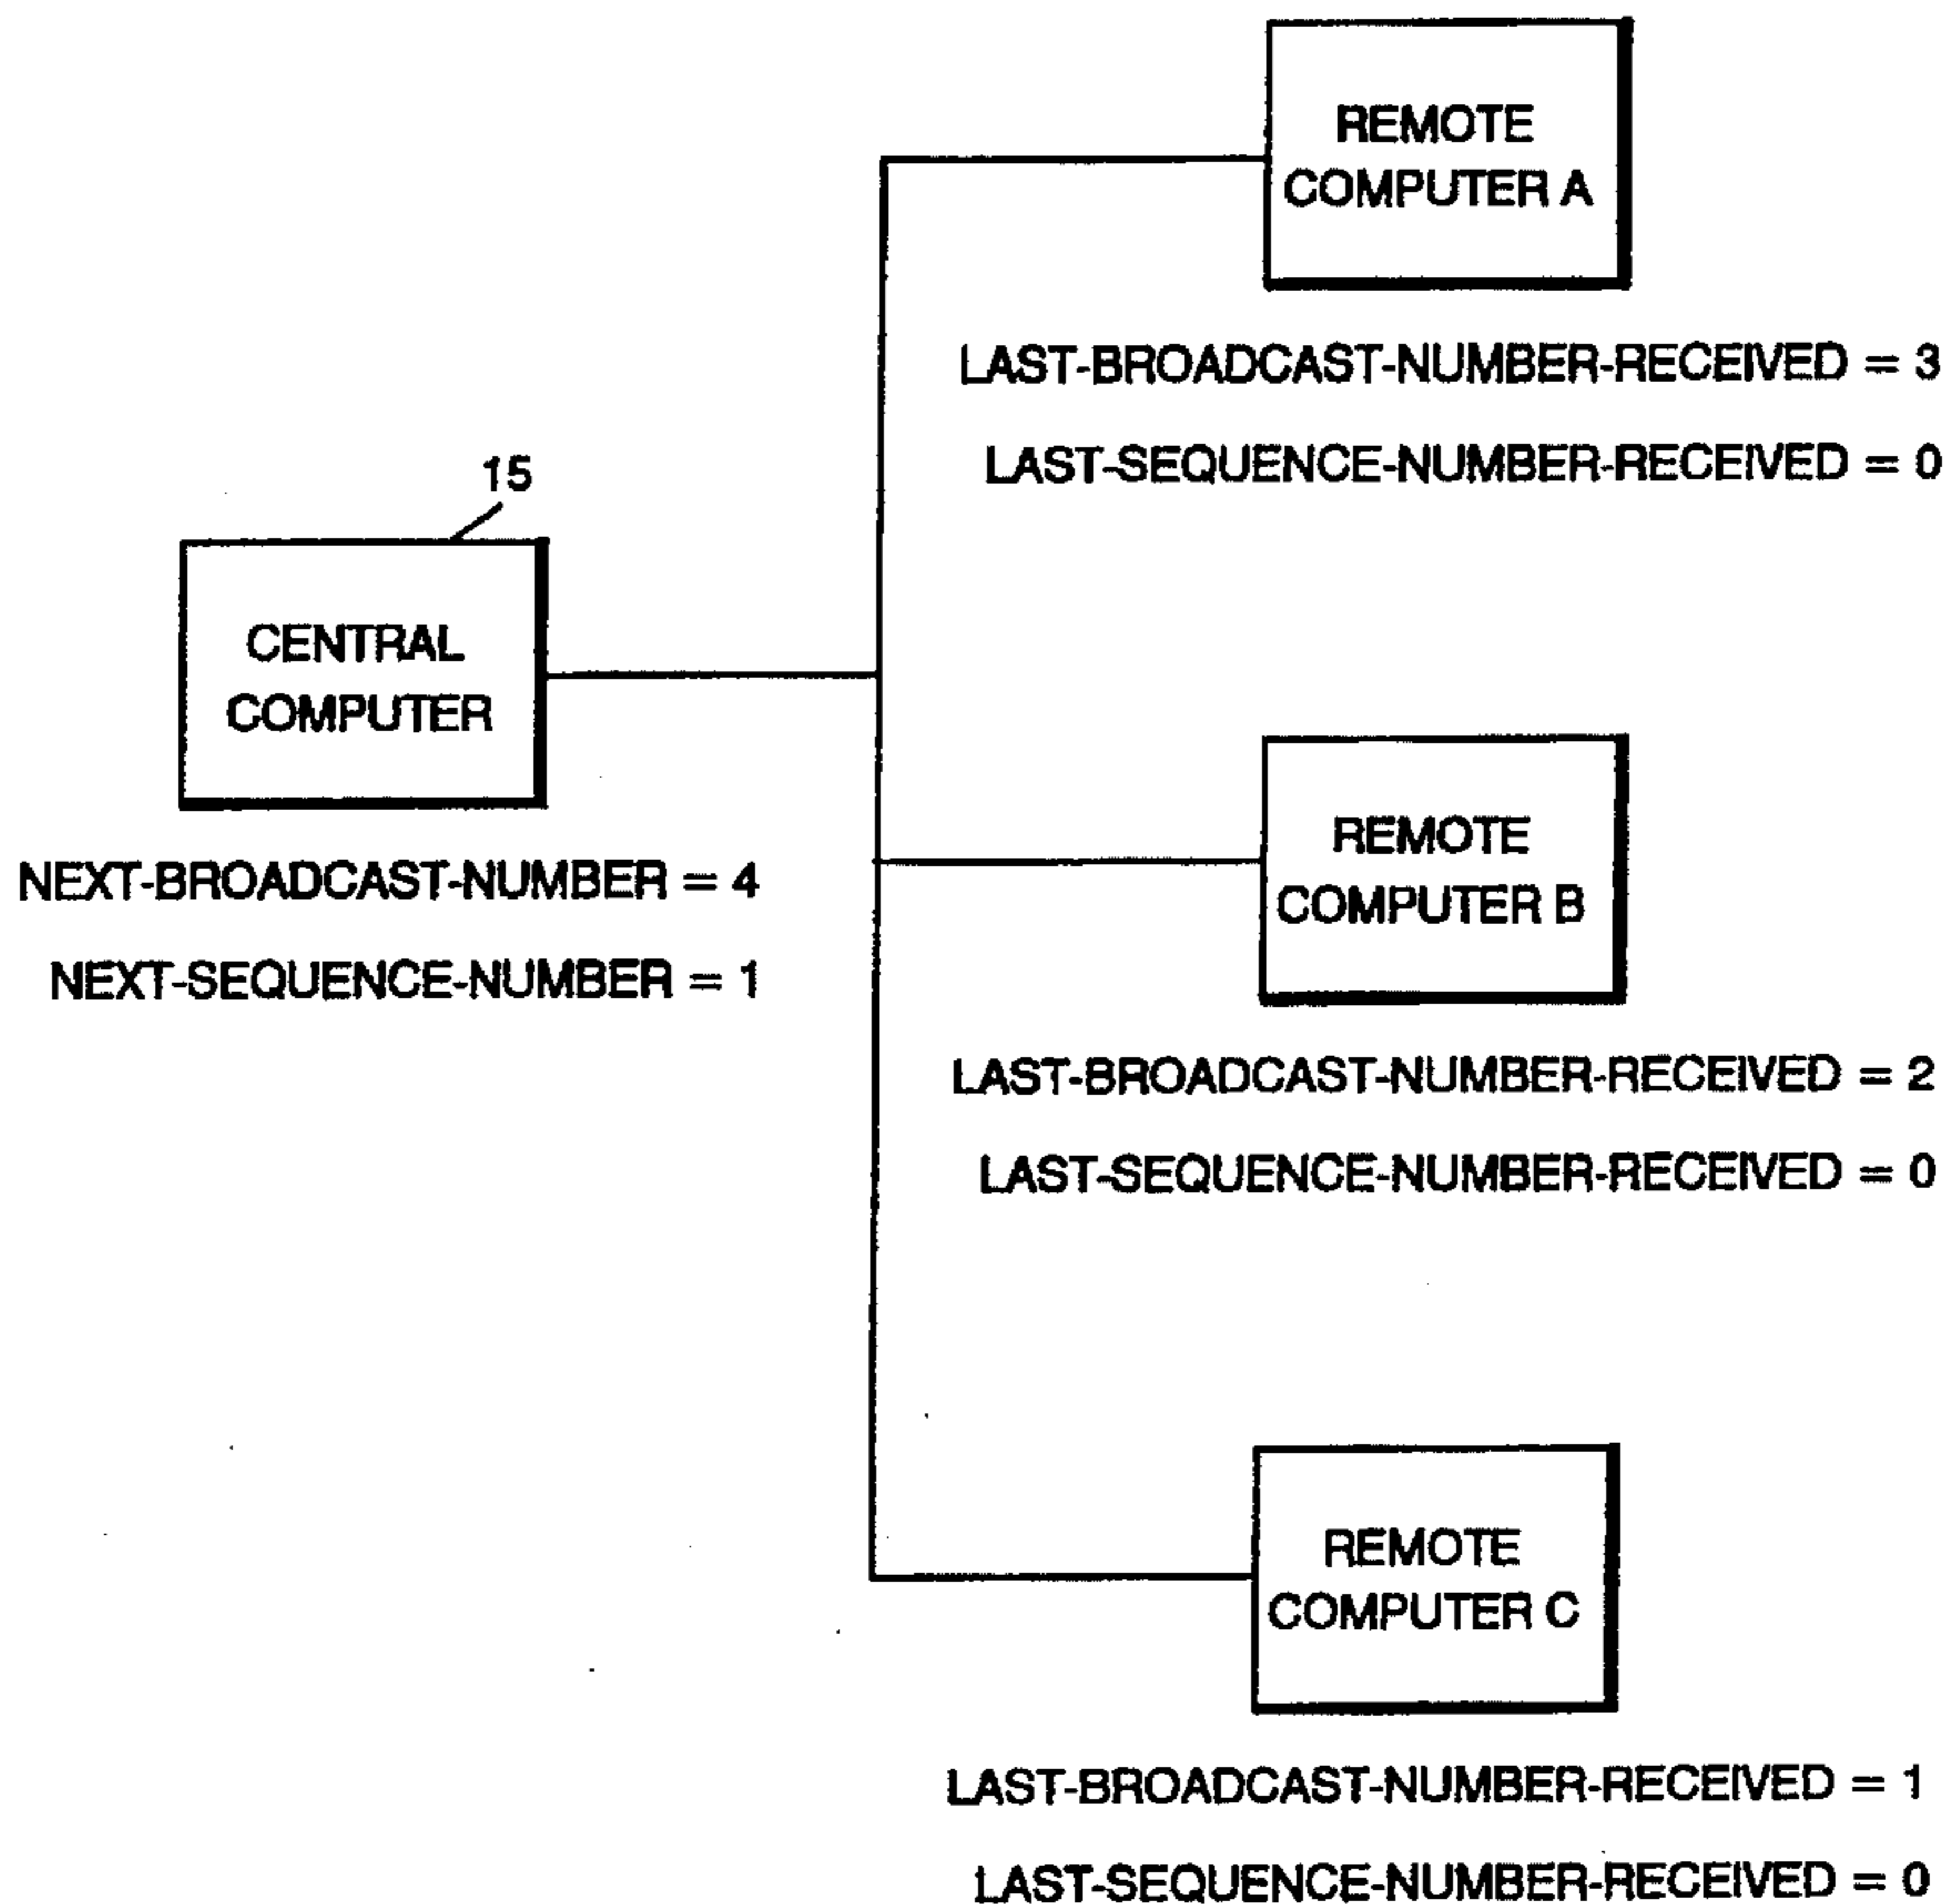 REMOTE
COMPUTER A
LAST-BROADCAST-NUMBER-RECEIVED = 3
LAST-SEQUENCE-NUMBER-RECEIVED = 0
15
CENTRAL
COMPUTER
NEXT-BROADCAST-NUMBER = 4
NEXT-SEQUENCE-NUMBER = 1
REMOTE
COMPUTER B
LAST-BROADCAST-NUMBER-RECEIVED = 2
LAST-SEQUENCE-NUMBER-RECEIVED = 0
REMOTE
COMPUTER C
LAST-BROADCAST-NUMBER-RECEIVED = 1
LAST-SEQUENCE-NUMBER-RECEIVED = 0